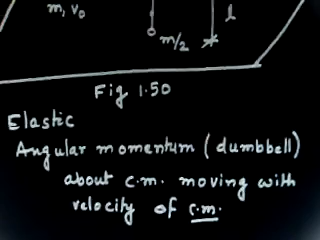 m, v₀
m/2
l
Fig 1.50
Elastic
Angular momentum (dumbbell)
about c.m. moving with
velocity of c.m.